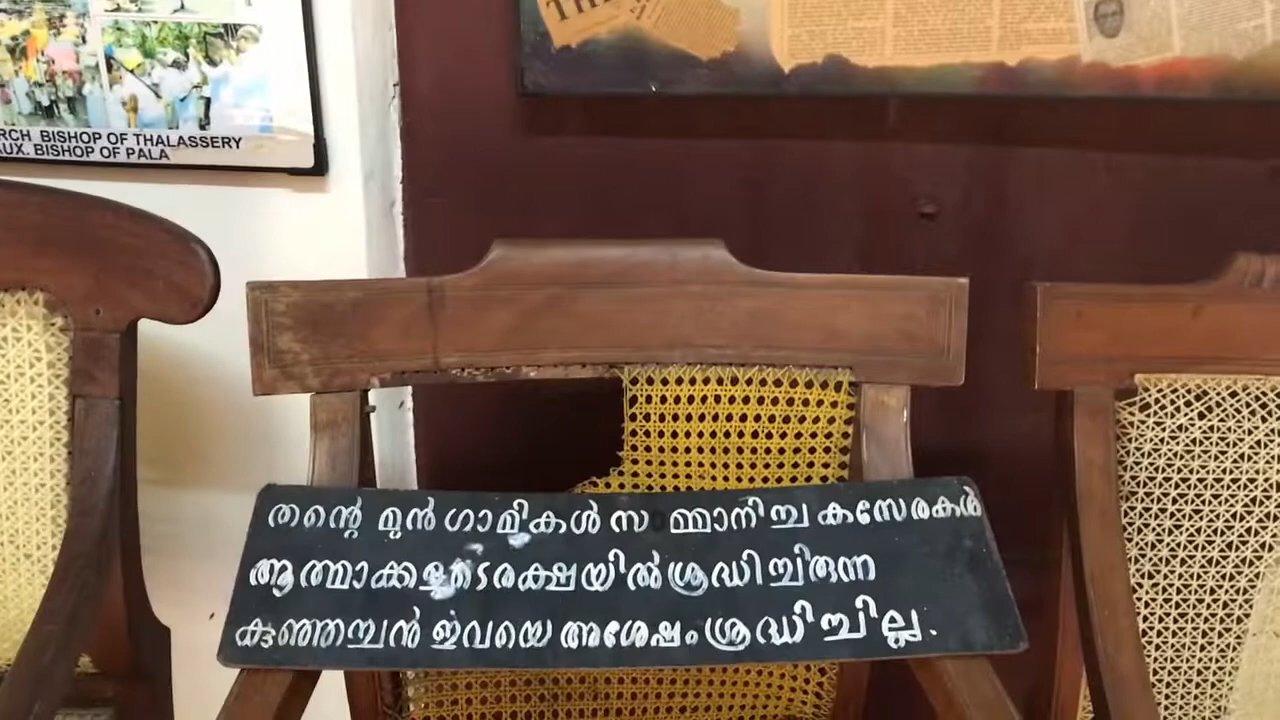 RCH BISHOP OF THALASSERY
UX. BISHOP OF PALA
തന്റെ മുൻഗാമികൾ സമ്മാനിച്ച കസേരകൾ
ആത്മാക്കളുടെ രക്ഷയിൽ ശ്രദ്ധിച്ചിരുന്ന
കുഞ്ഞച്ചൻ ഇവയെ അശേഷം ശ്രദ്ധിച്ചില്ല.